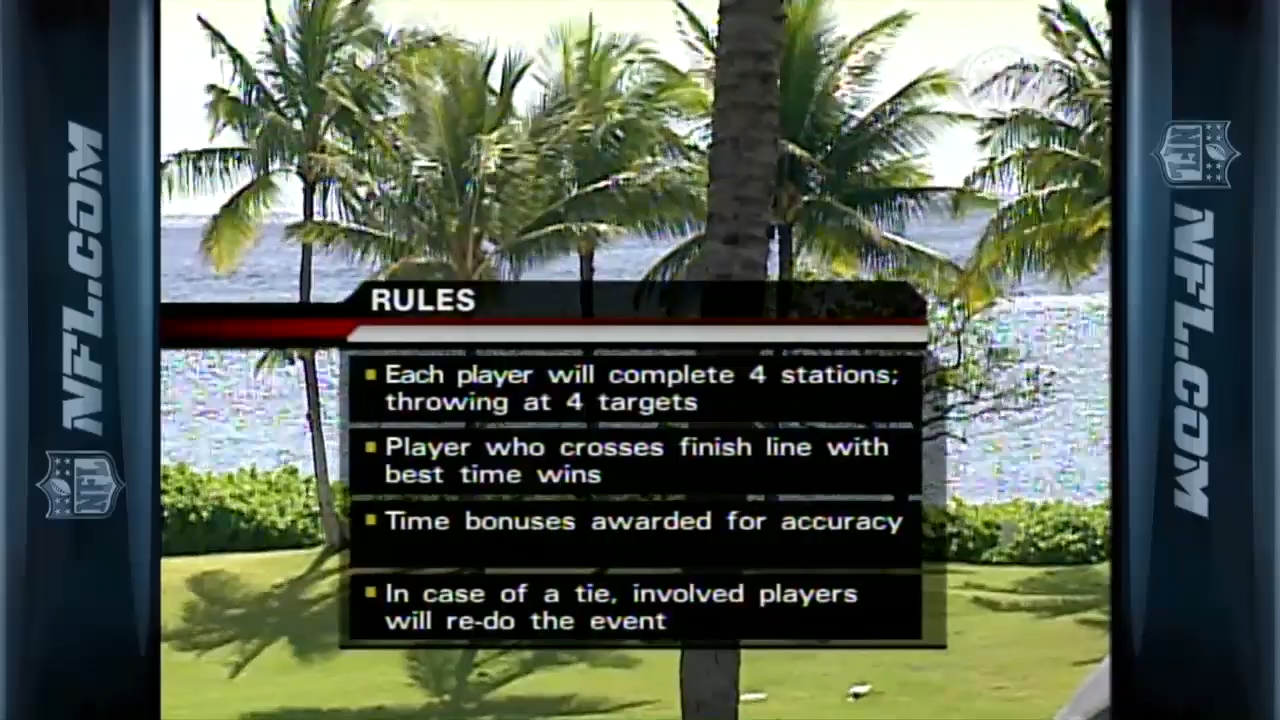 NFL.COM
NFL
RULES
Each player will complete 4 stations;
throwing at 4 targets
Player who crosses finish line with
best time wins
Time bonuses awarded for accuracy
In case of a tie, involved players
will re-do the event
NFL
NFL.COM